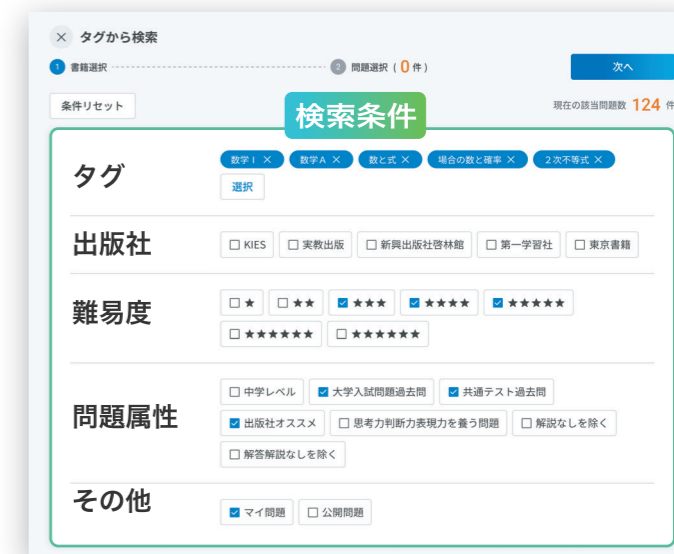 × タグから検索
1 書籍選択 2 問題選択 ( 0 件 ) 次へ
条件リセット 検索条件 現在の該当問題数 124 件
タグ 数学Ⅰ × 数学A × 数と式 × 場合の数と確率 × 2次不等式 ×
選択
出版社 KIES 実教出版 新興出版社啓林館 第一学習社 東京書籍
難易度 ★ ★★ ★★★ ★★★★ ★★★★★
★★★★★★ ★★★★★★
問題属性 中学レベル 大学入試問題過去問 共通テスト過去問
出版社オススメ 思考力判断力表現力を養う問題 解説なしを除く
解答解説なしを除く
その他 マイ問題 公開問題